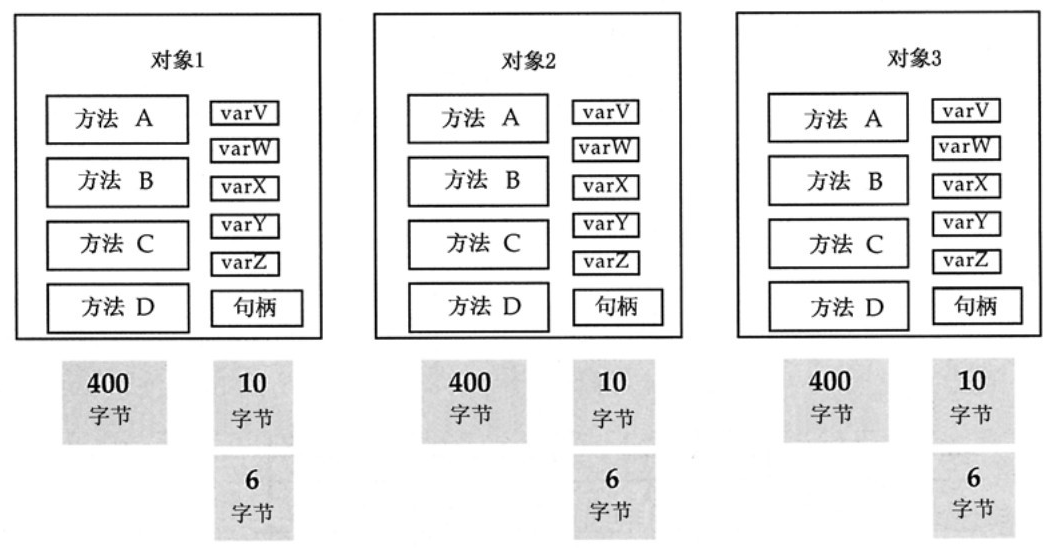 对象1
方法 A
varV
varW
方法 B
varX
varY
方法 C
varZ
方法 D
句柄
400
字节
10
字节
6
字节
对象2
方法 A
varV
varW
方法 B
varX
varY
方法 C
varZ
方法 D
句柄
400
字节
10
字节
6
字节
对象3
方法 A
varV
varW
方法 B
varX
varY
方法 C
varZ
方法 D
句柄
400
字节
10
字节
6
字节